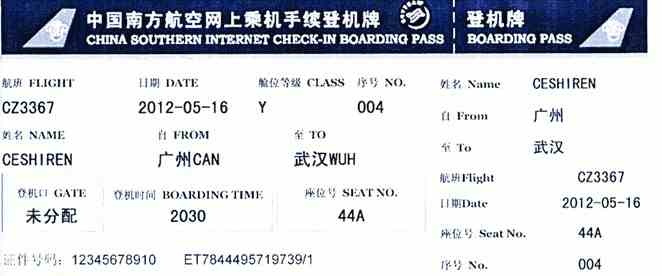 中国南方航空网上乘机手续登机牌
CHINA SOUTHERN INTERNET CHECK-IN BOARDING PASS
登机牌
BOARDING PASS
航班 FLIGHT 日期 DATE 舱位等级 CLASS 序号 NO.
CZ3367 2012-05-16 Y 004
姓名 NAME 自 FROM 至 TO
CESHIREN 广州CAN 武汉WUH
登机口 GATE 登机时间 BOARDING TIME 座位号 SEAT NO.
未分配 2030 44A
证件号码: 12345678910 ET7844495719739/1
姓名 Name CESHIREN
自 From 广州
至 To 武汉
航班Flight CZ3367
日期Date 2012-05-16
座位号 Seat No. 44A
序号 No. 004